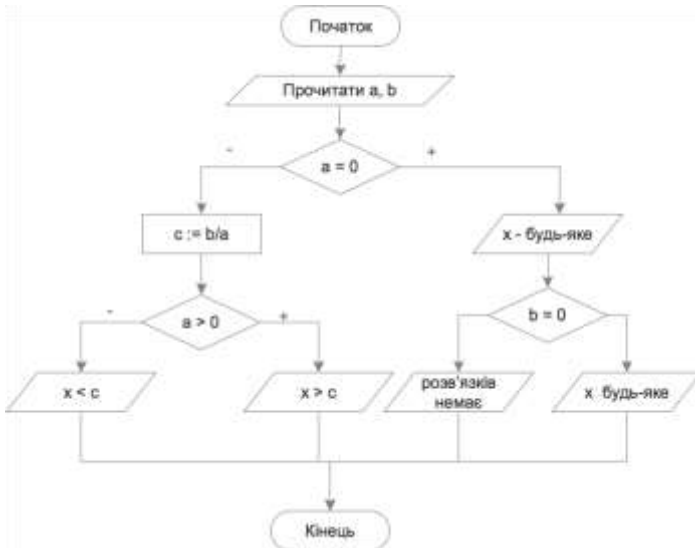 Початок
Прочитати a, b
-
+
a = 0
c := b/a
x - будь-яке
-
+
a > 0
b = 0
x < c
x > c
розв'язків
немає
x будь-яке
Кінець